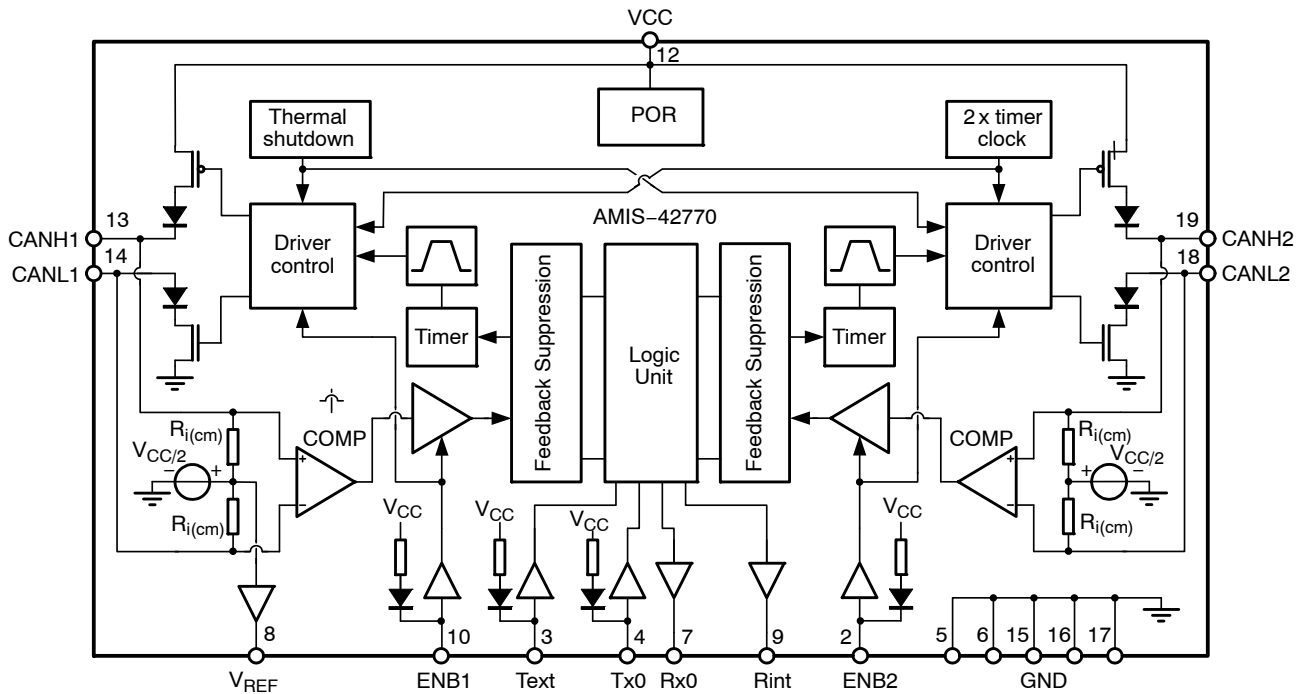 VCC
12
POR
Thermal
shutdown
2 x timer
clock
AMIS−42770
13
CANH1
14
CANL1
19
CANH2
18
CANL2
Driver
control
Driver
control
Timer
Timer
Feedback Suppression
Logic
Unit
Feedback Suppression
COMP
COMP
Ri(cm)
VCC/2
− +
Ri(cm)
+
−
Ri(cm)
VCC/2
+ −
Ri(cm)
+
−
VCC
VCC
VCC
VCC
8
10
3
4
7
9
2
5
6
15
16
17
VREF
ENB1
Text
Tx0
Rx0
Rint
ENB2
GND